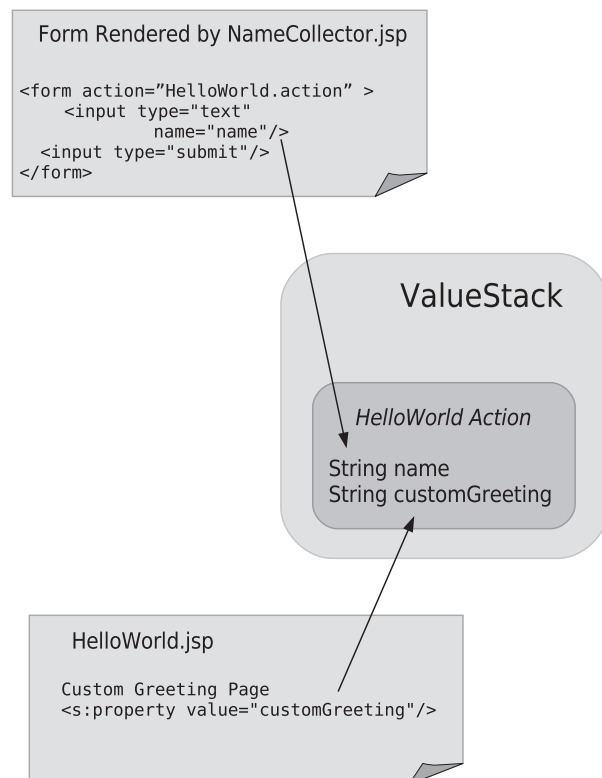 Form Rendered by NameCollector.jsp
<form action=”HelloWorld.action” >
<input type="text"
name="name"/>
<input type="submit"/>
</form>
ValueStack
HelloWorld Action
String name
String customGreeting
HelloWorld.jsp
Custom Greeting Page
<s:property value="customGreeting"/>